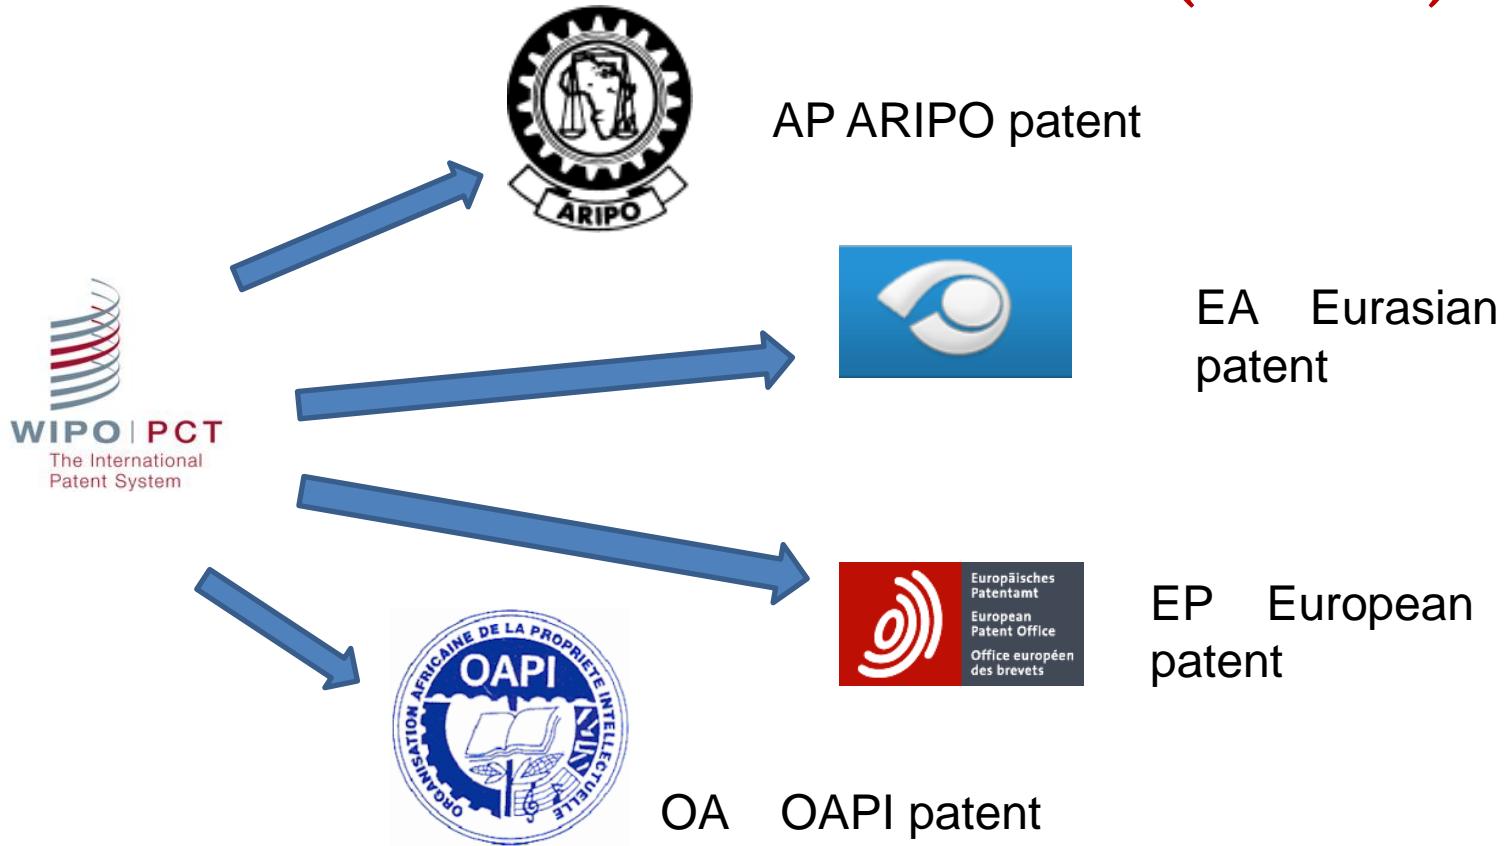 AP ARIPO patent
ARIPO
EA Eurasian
patent
WIPO | PCT
The International
Patent System
Europäisches
Patentamt
European
Patent Office
Office européen
des brevets
EP European
patent
ORGANISATION AFRICAINE DE LA PROPRIETE INTELLECTUELLE
OAPI
OA OAPI patent